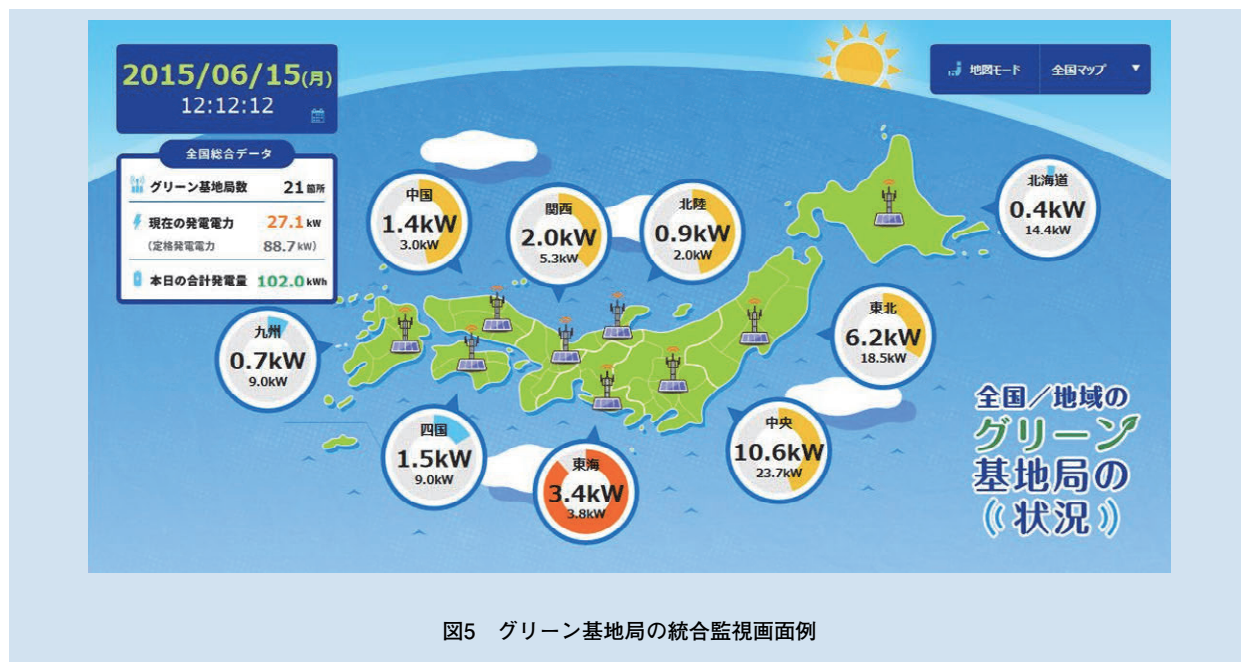 2015/06/15(月)
12:12:12
全国総合データ
グリーン基地局数 21箇所
現在の発電電力 27.1kW
(定格発電電力 88.7kW)
本日の合計発電量 102.0kWh
地図モード 全国マップ ▼
中国
1.4kW
3.0kW
関西
2.0kW
5.3kW
北陸
0.9kW
2.0kW
北海道
0.4kW
14.4kW
九州
0.7kW
9.0kW
東北
6.2kW
18.5kW
四国
1.5kW
9.0kW
東海
3.4kW
3.8kW
中央
10.6kW
23.7kW
全国/地域の
グリーン
基地局の
状況
図5 グリーン基地局の統合監視画面例